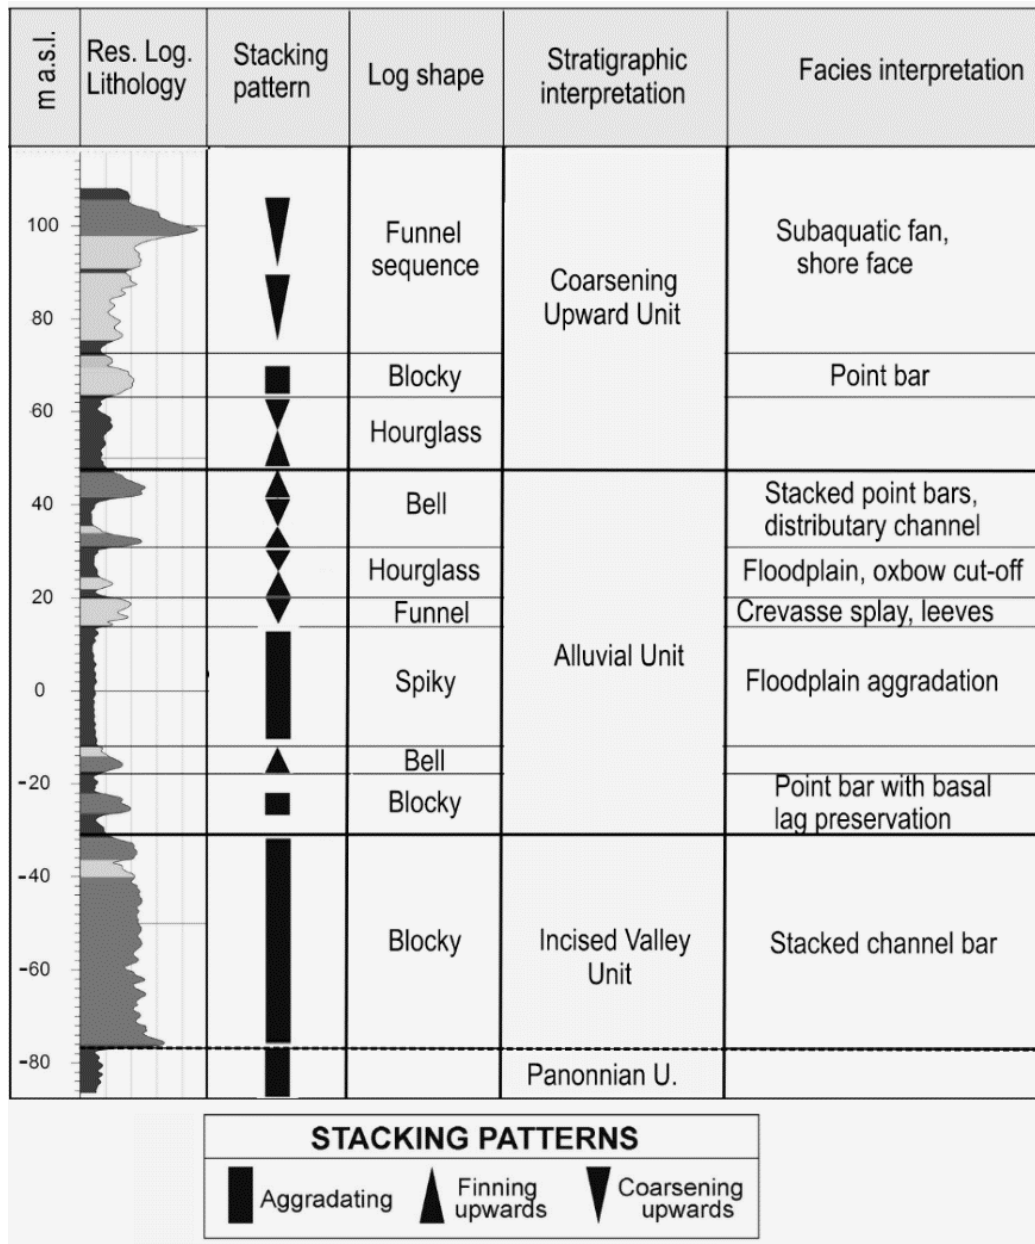 m a.s.l.
Res. Log.
Lithology
Stacking
pattern
Log shape
Stratigraphic
interpretation
Facies interpretation
100
80
60
40
20
0
-20
-40
-60
-80
Funnel
sequence
Blocky
Hourglass
Bell
Hourglass
Funnel
Spiky
Bell
Blocky
Blocky
Coarsening
Upward Unit
Alluvial Unit
Incised Valley
Unit
Panonnian U.
Subaquatic fan,
shore face
Point bar
Stacked point bars,
distributary channel
Floodplain, oxbow cut-off
Crevasse splay, leeves
Floodplain aggradation
Point bar with basal
lag preservation
Stacked channel bar
STACKING PATTERNS
Aggradating
Finning
upwards
Coarsening
upwards